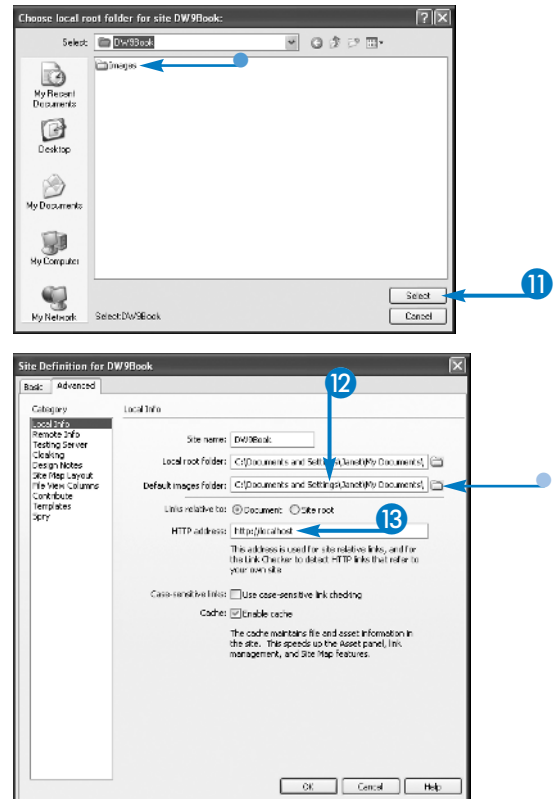 Choose local root folder for site DW9Book:
Select: DW9Book
Images
My Recent
Documents
Desktop
My Documents
My Computer
My Network
Select: DW9Book
Select
11
Cancel
Site Definition for DW9Book
Basic Advanced
12
Category
Local Info
Local Info
Remote Info
Testing Server
Cloaking
Design Notes
Site Map Layout
File View Columns
Contribute
Templates
Spry
Site name: DW9Book
Local root folder: C:\Documents and Settings\Janet\My Documents\
Default images folder: C:\Documents and Settings\Janet\My Documents\
Links relative to: Document Site root
13
HTTP address: http://localhost
This address is used for site relative links, and for
the Link Checker to detect HTTP links that refer to
your own site
Case-sensitive links: Use case-sensitive link checking
Cache: Enable cache
The cache maintains file and asset information in
the site. This speeds up the Asset panel, link
management, and Site Map features.
OK Cancel Help